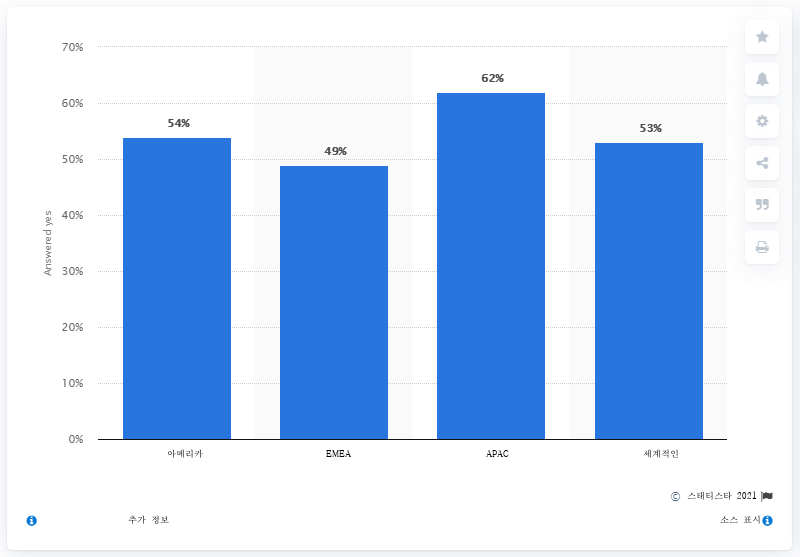 70%
62%
60%
54%
53%
49%
50%
40%
Answered yes
30%
20%
10%
0%
아메리카
EMEA
APAC
세계적인
© 스태티스타 2021
추가 정보
소스 표시